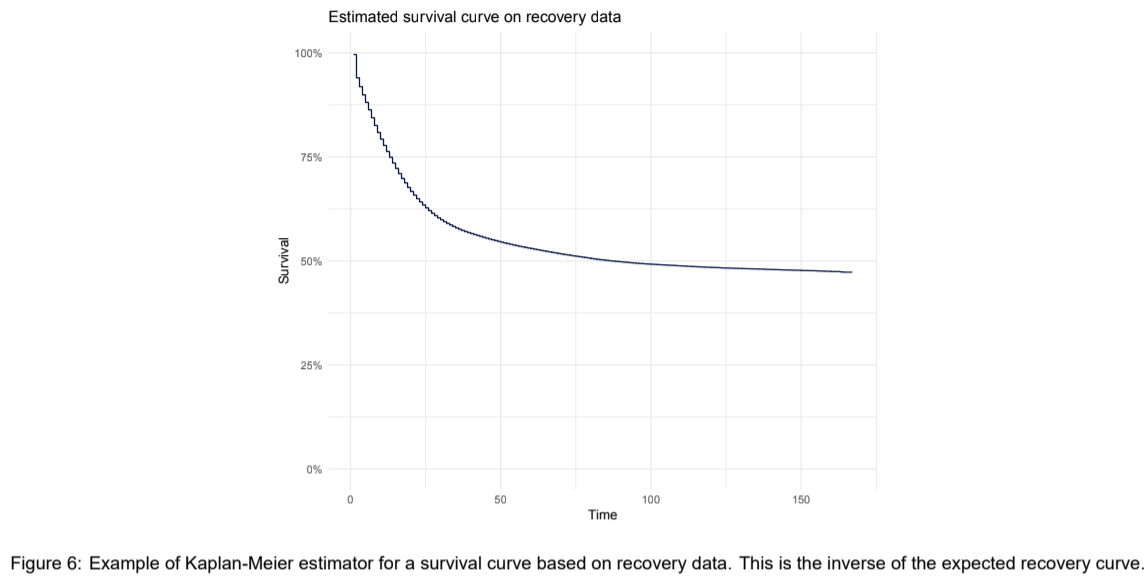 Estimated survival curve on recovery data
100%
75%
50%
25%
0%
Survival
0 50 100 150
Time
Figure 6: Example of Kaplan-Meier estimator for a survival curve based on recovery data. This is the inverse of the expected recovery curve.